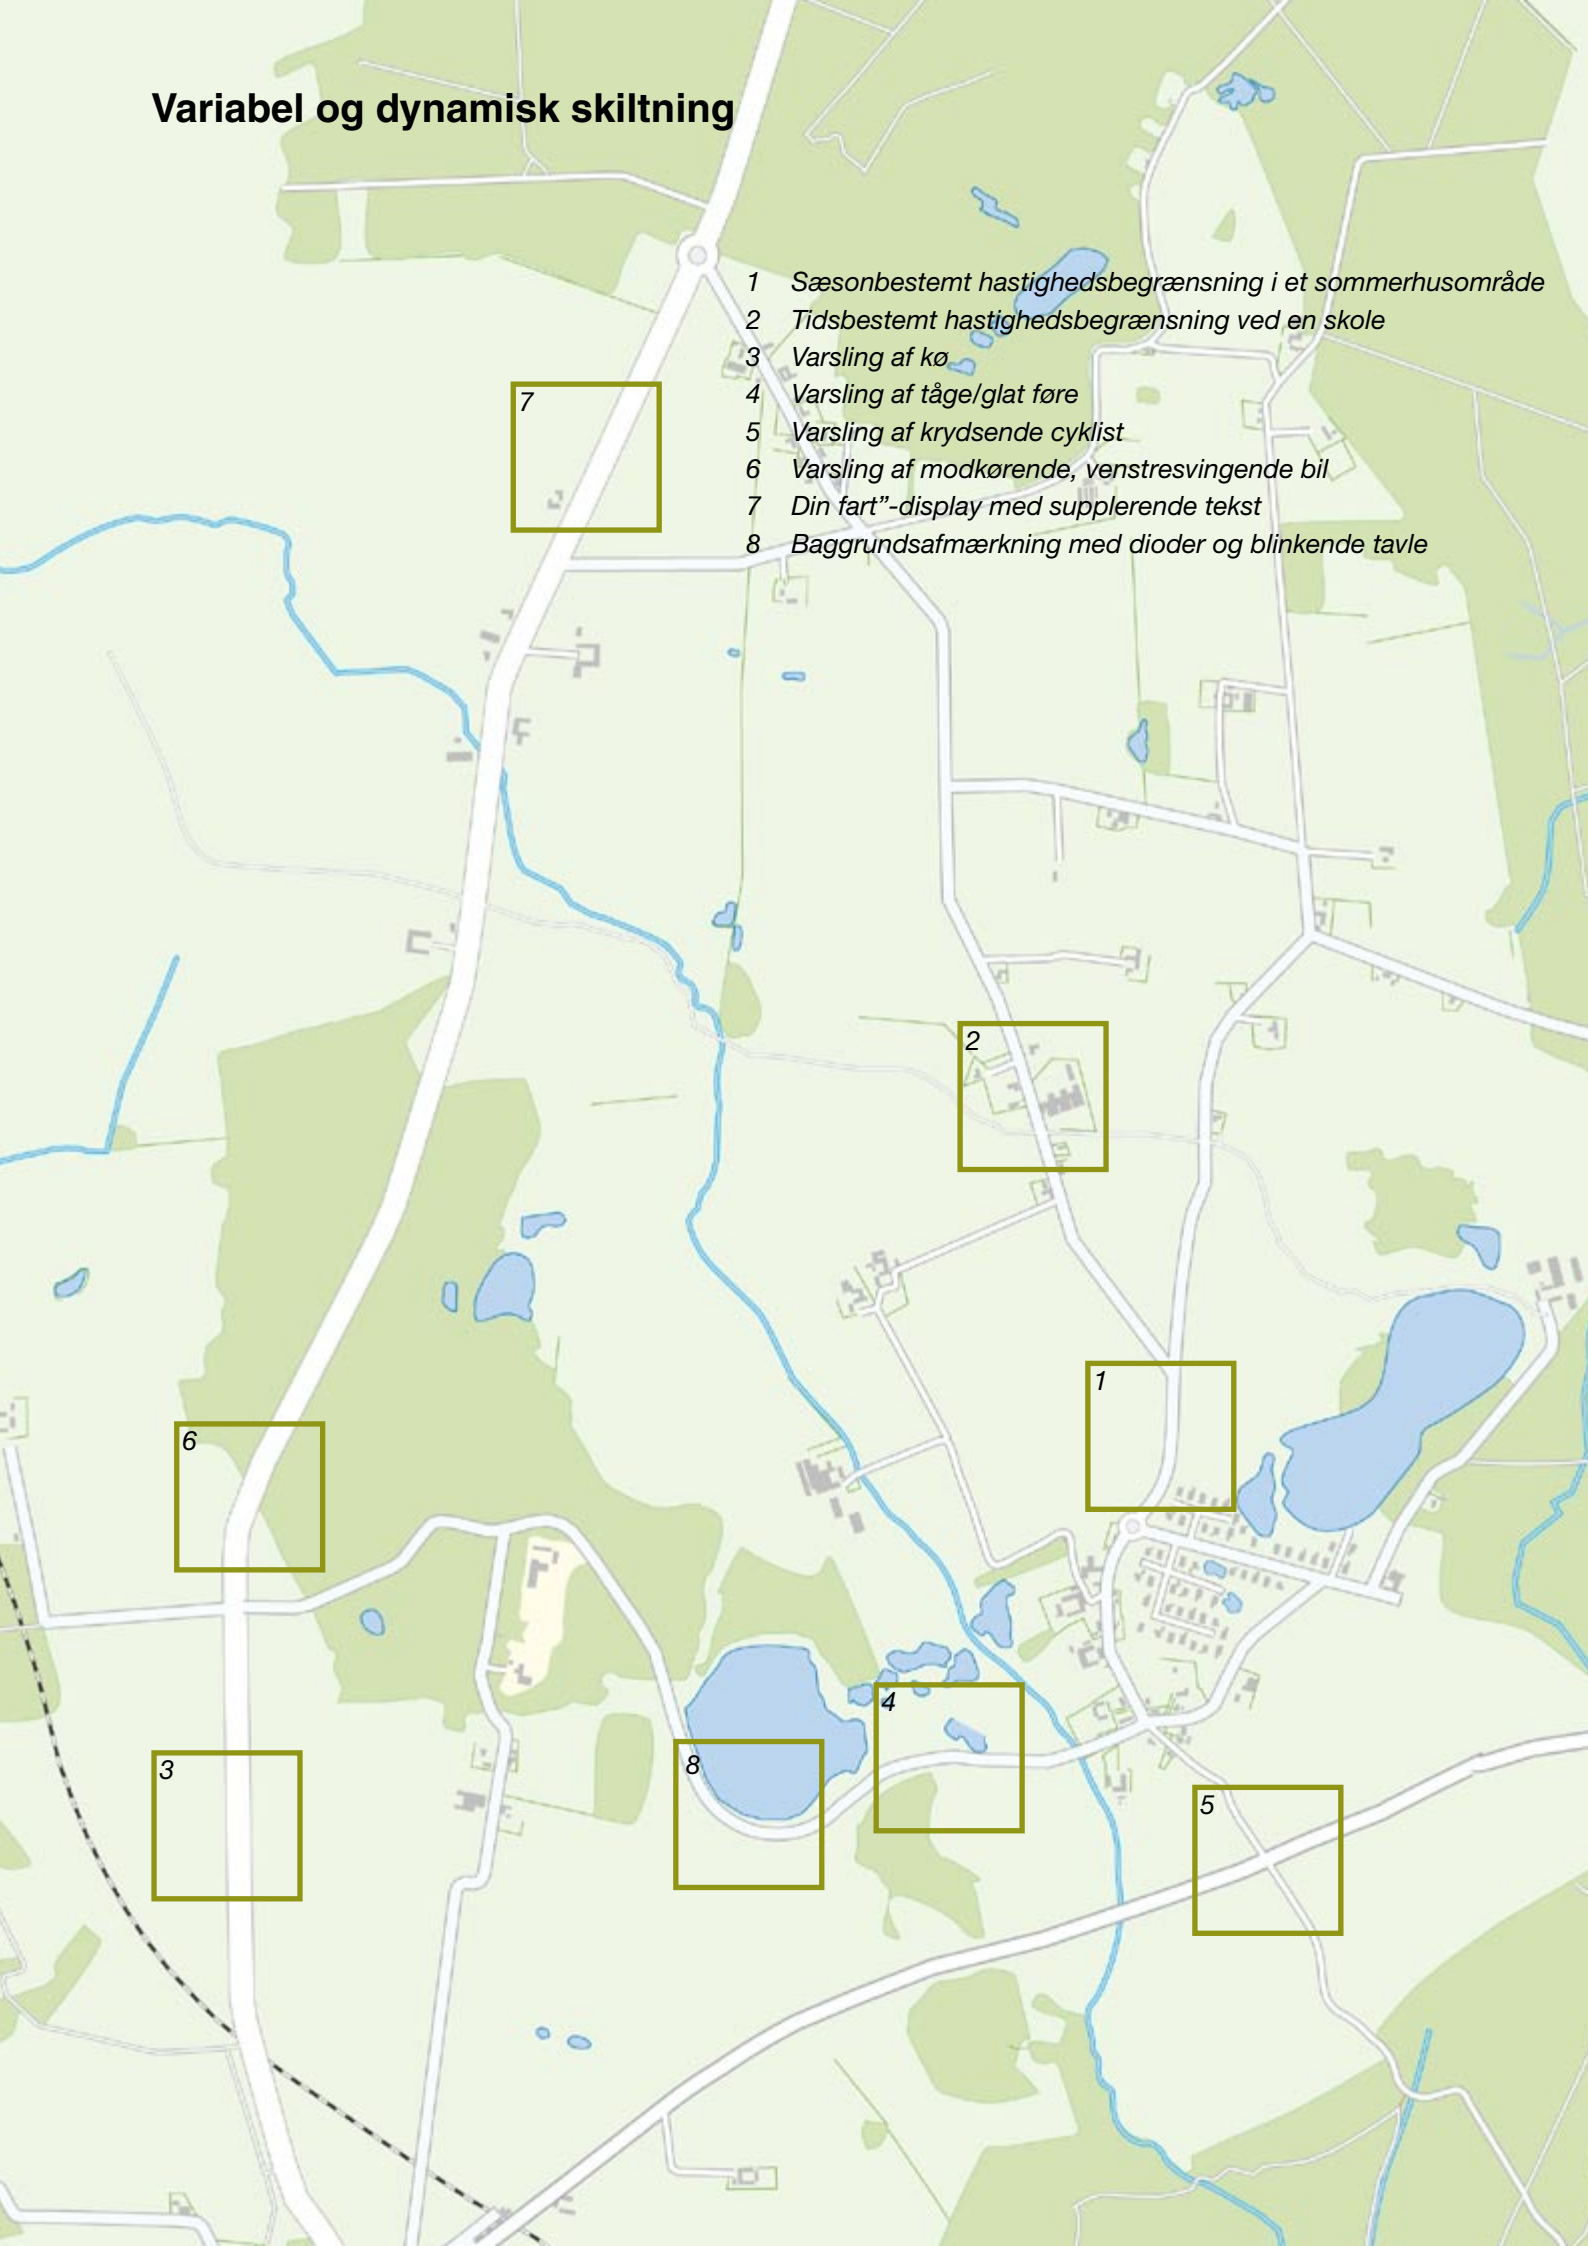 Variabel og dynamisk skiltning
1 Sæsonbestemt hastighedsbegrænsning i et sommerhusområde
2 Tidsbestemt hastighedsbegrænsning ved en skole
3 Varsling af kø
4 Varsling af tåge/glat føre
5 Varsling af krydsende cyklist
6 Varsling af modkørende, venstresvingende bil
7 Din fart”-display med supplerende tekst
8 Baggrundsafmærkning med dioder og blinkende tavle
7
2
1
6
4
8
3
5